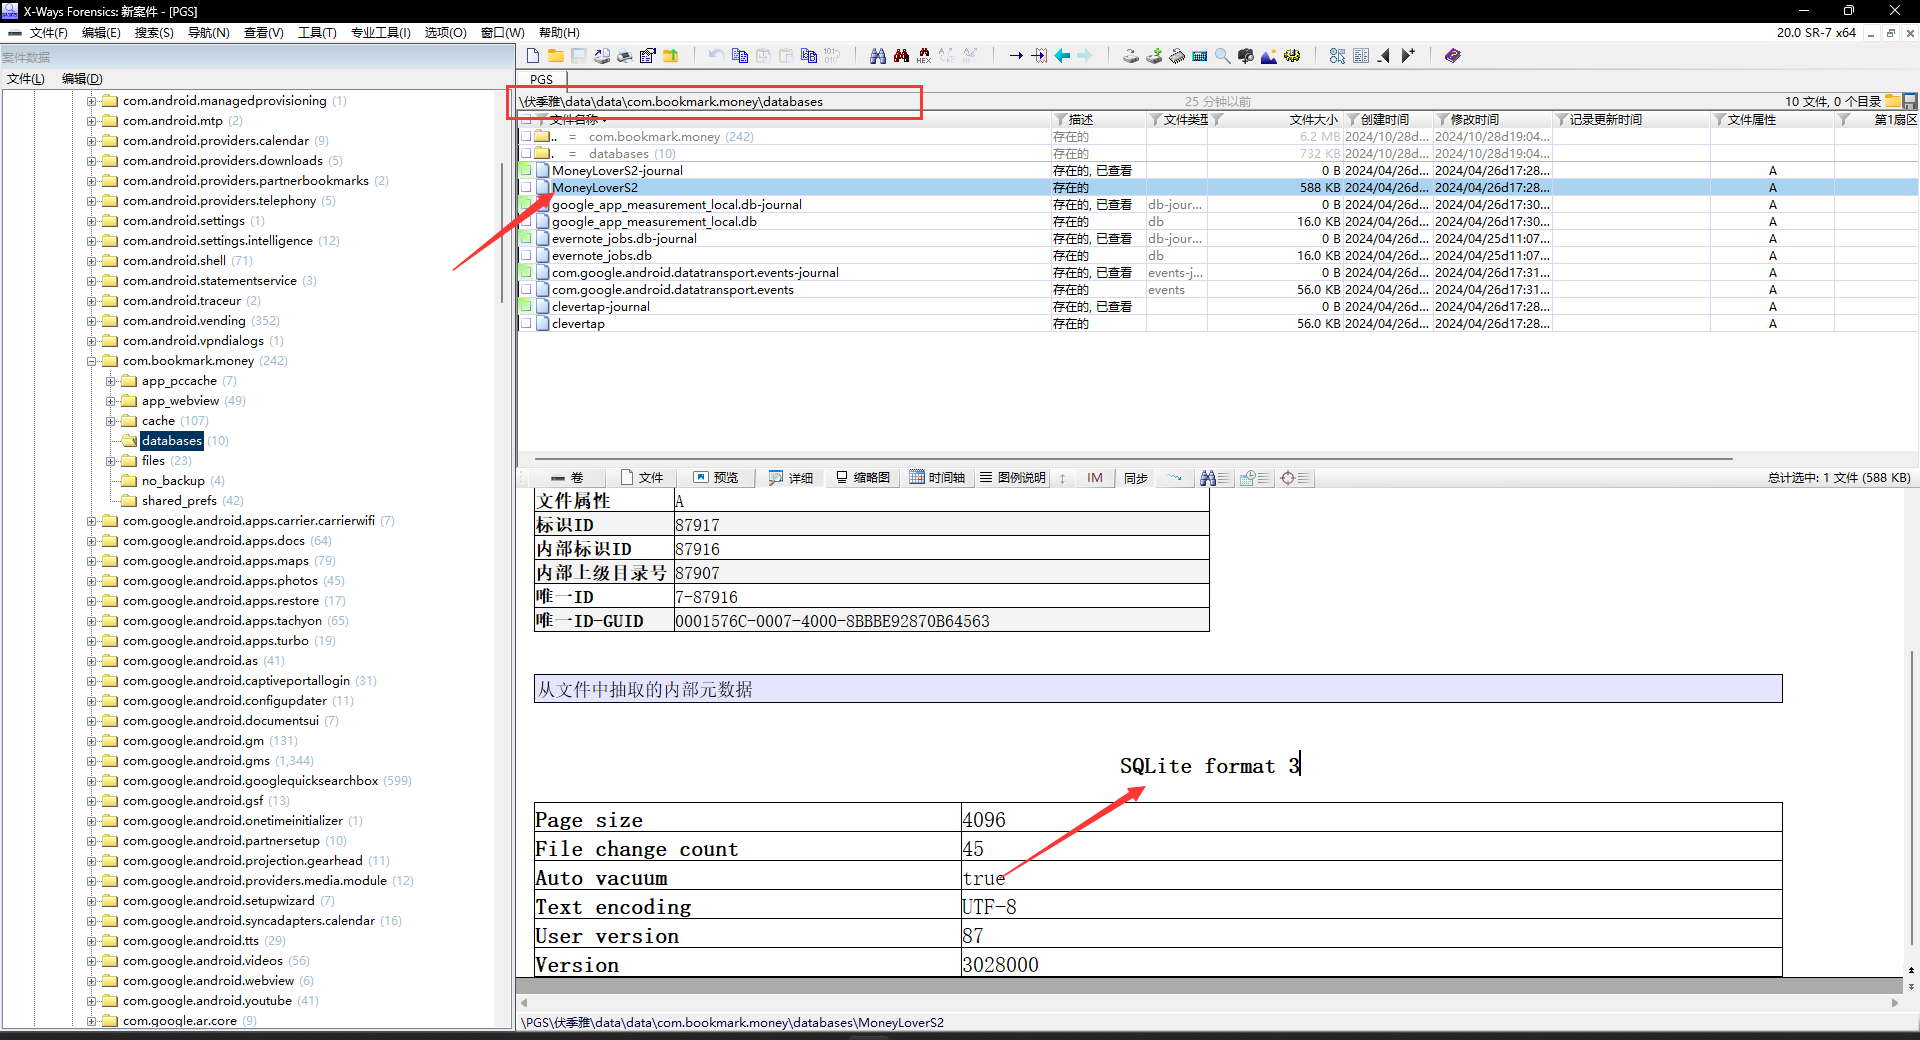 X-Ways Forensics: 新案件 - [PGS]
文件(F) 编辑(E) 搜索(S) 导航(N) 查看(V) 工具(T) 专业工具(I) 选项(O) 窗口(W) 帮助(H)
20.0 SR-7 x64
案件数据
文件(L) 编辑(D)
com.android.managedprovisioning (1)
com.android.mtp (2)
com.android.providers.calendar (9)
com.android.providers.downloads (5)
com.android.providers.partnerbookmarks (2)
com.android.providers.telephony (5)
com.android.settings (1)
com.android.settings.intelligence (12)
com.android.shell (71)
com.android.statementservice (3)
com.android.traceur (2)
com.android.vending (352)
com.android.vpndialogs (1)
com.bookmark.money (242)
app_pccache (7)
app_webview (49)
cache (107)
databases (10)
files (23)
no_backup (4)
shared_prefs (42)
com.google.android.apps.carrier.carrierwifi (7)
com.google.android.apps.docs (64)
com.google.android.apps.maps (79)
com.google.android.apps.photos (45)
com.google.android.apps.restore (17)
com.google.android.apps.tachyon (65)
com.google.android.apps.turbo (19)
com.google.android.as (41)
com.google.android.captiveportallogin (31)
com.google.android.configupdater (11)
com.google.android.documentsui (7)
com.google.android.gm (131)
com.google.android.gms (1,344)
com.google.android.googlequicksearchbox (599)
com.google.android.gsf (13)
com.google.android.onetimeinitializer (1)
com.google.android.partnersetup (10)
com.google.android.projection.gearhead (11)
com.google.android.providers.media.module (12)
com.google.android.setupwizard (7)
com.google.android.syncadapters.calendar (16)
com.google.android.tts (29)
com.google.android.videos (56)
com.google.android.webview (6)
com.google.android.youtube (41)
com.google.ar.core (9)
PGS
\伏季雅\data\data\com.bookmark.money\databases 25 分钟以前 10 文件, 0 个目录
文件名称 描述 文件类型 文件大小 创建时间 修改时间 记录更新时间 文件属性 第1扇区
.. = com.bookmark.money (242) 存在的 6.2 MB 2024/10/28d... 2024/10/28d19:04...
. = databases (10) 存在的 732 KB 2024/10/28d... 2024/10/28d19:04...
MoneyLoverS2-journal 存在的, 已查看 0 B 2024/04/26d... 2024/04/26d17:28... A
MoneyLoverS2 存在的 588 KB 2024/04/26d... 2024/04/26d17:28... A
google_app_measurement_local.db-journal 存在的, 已查看 db-jour... 0 B 2024/04/26d... 2024/04/26d17:30... A
google_app_measurement_local.db 存在的 db 16.0 KB 2024/04/26d... 2024/04/26d17:30... A
evernote_jobs.db-journal 存在的, 已查看 db-jour... 0 B 2024/04/26d... 2024/04/25d11:07... A
evernote_jobs.db 存在的 db 16.0 KB 2024/04/26d... 2024/04/25d11:07... A
com.google.android.datatransport.events-journal 存在的, 已查看 events-j... 0 B 2024/04/26d... 2024/04/26d17:31... A
com.google.android.datatransport.events 存在的 events 56.0 KB 2024/04/26d... 2024/04/26d17:31... A
clevertap-journal 存在的, 已查看 0 B 2024/04/26d... 2024/04/26d17:28... A
clevertap 存在的 56.0 KB 2024/04/26d... 2024/04/26d17:28... A
卷 文件 预览 详细 缩略图 时间轴 图例说明 IM 同步 总计选中: 1 文件 (588 KB)
文件属性 A
标识ID 87917
内部标识ID 87916
内部上级目录号 87907
唯一ID 7-87916
唯一ID-GUID 0001576C-0007-4000-8BBBE92870B64563
从文件中抽取的内部元数据
SQLite format 3
Page size 4096
File change count 45
Auto vacuum true
Text encoding UTF-8
User version 87
Version 3028000
\PGS\伏季雅\data\data\com.bookmark.money\databases\MoneyLoverS2